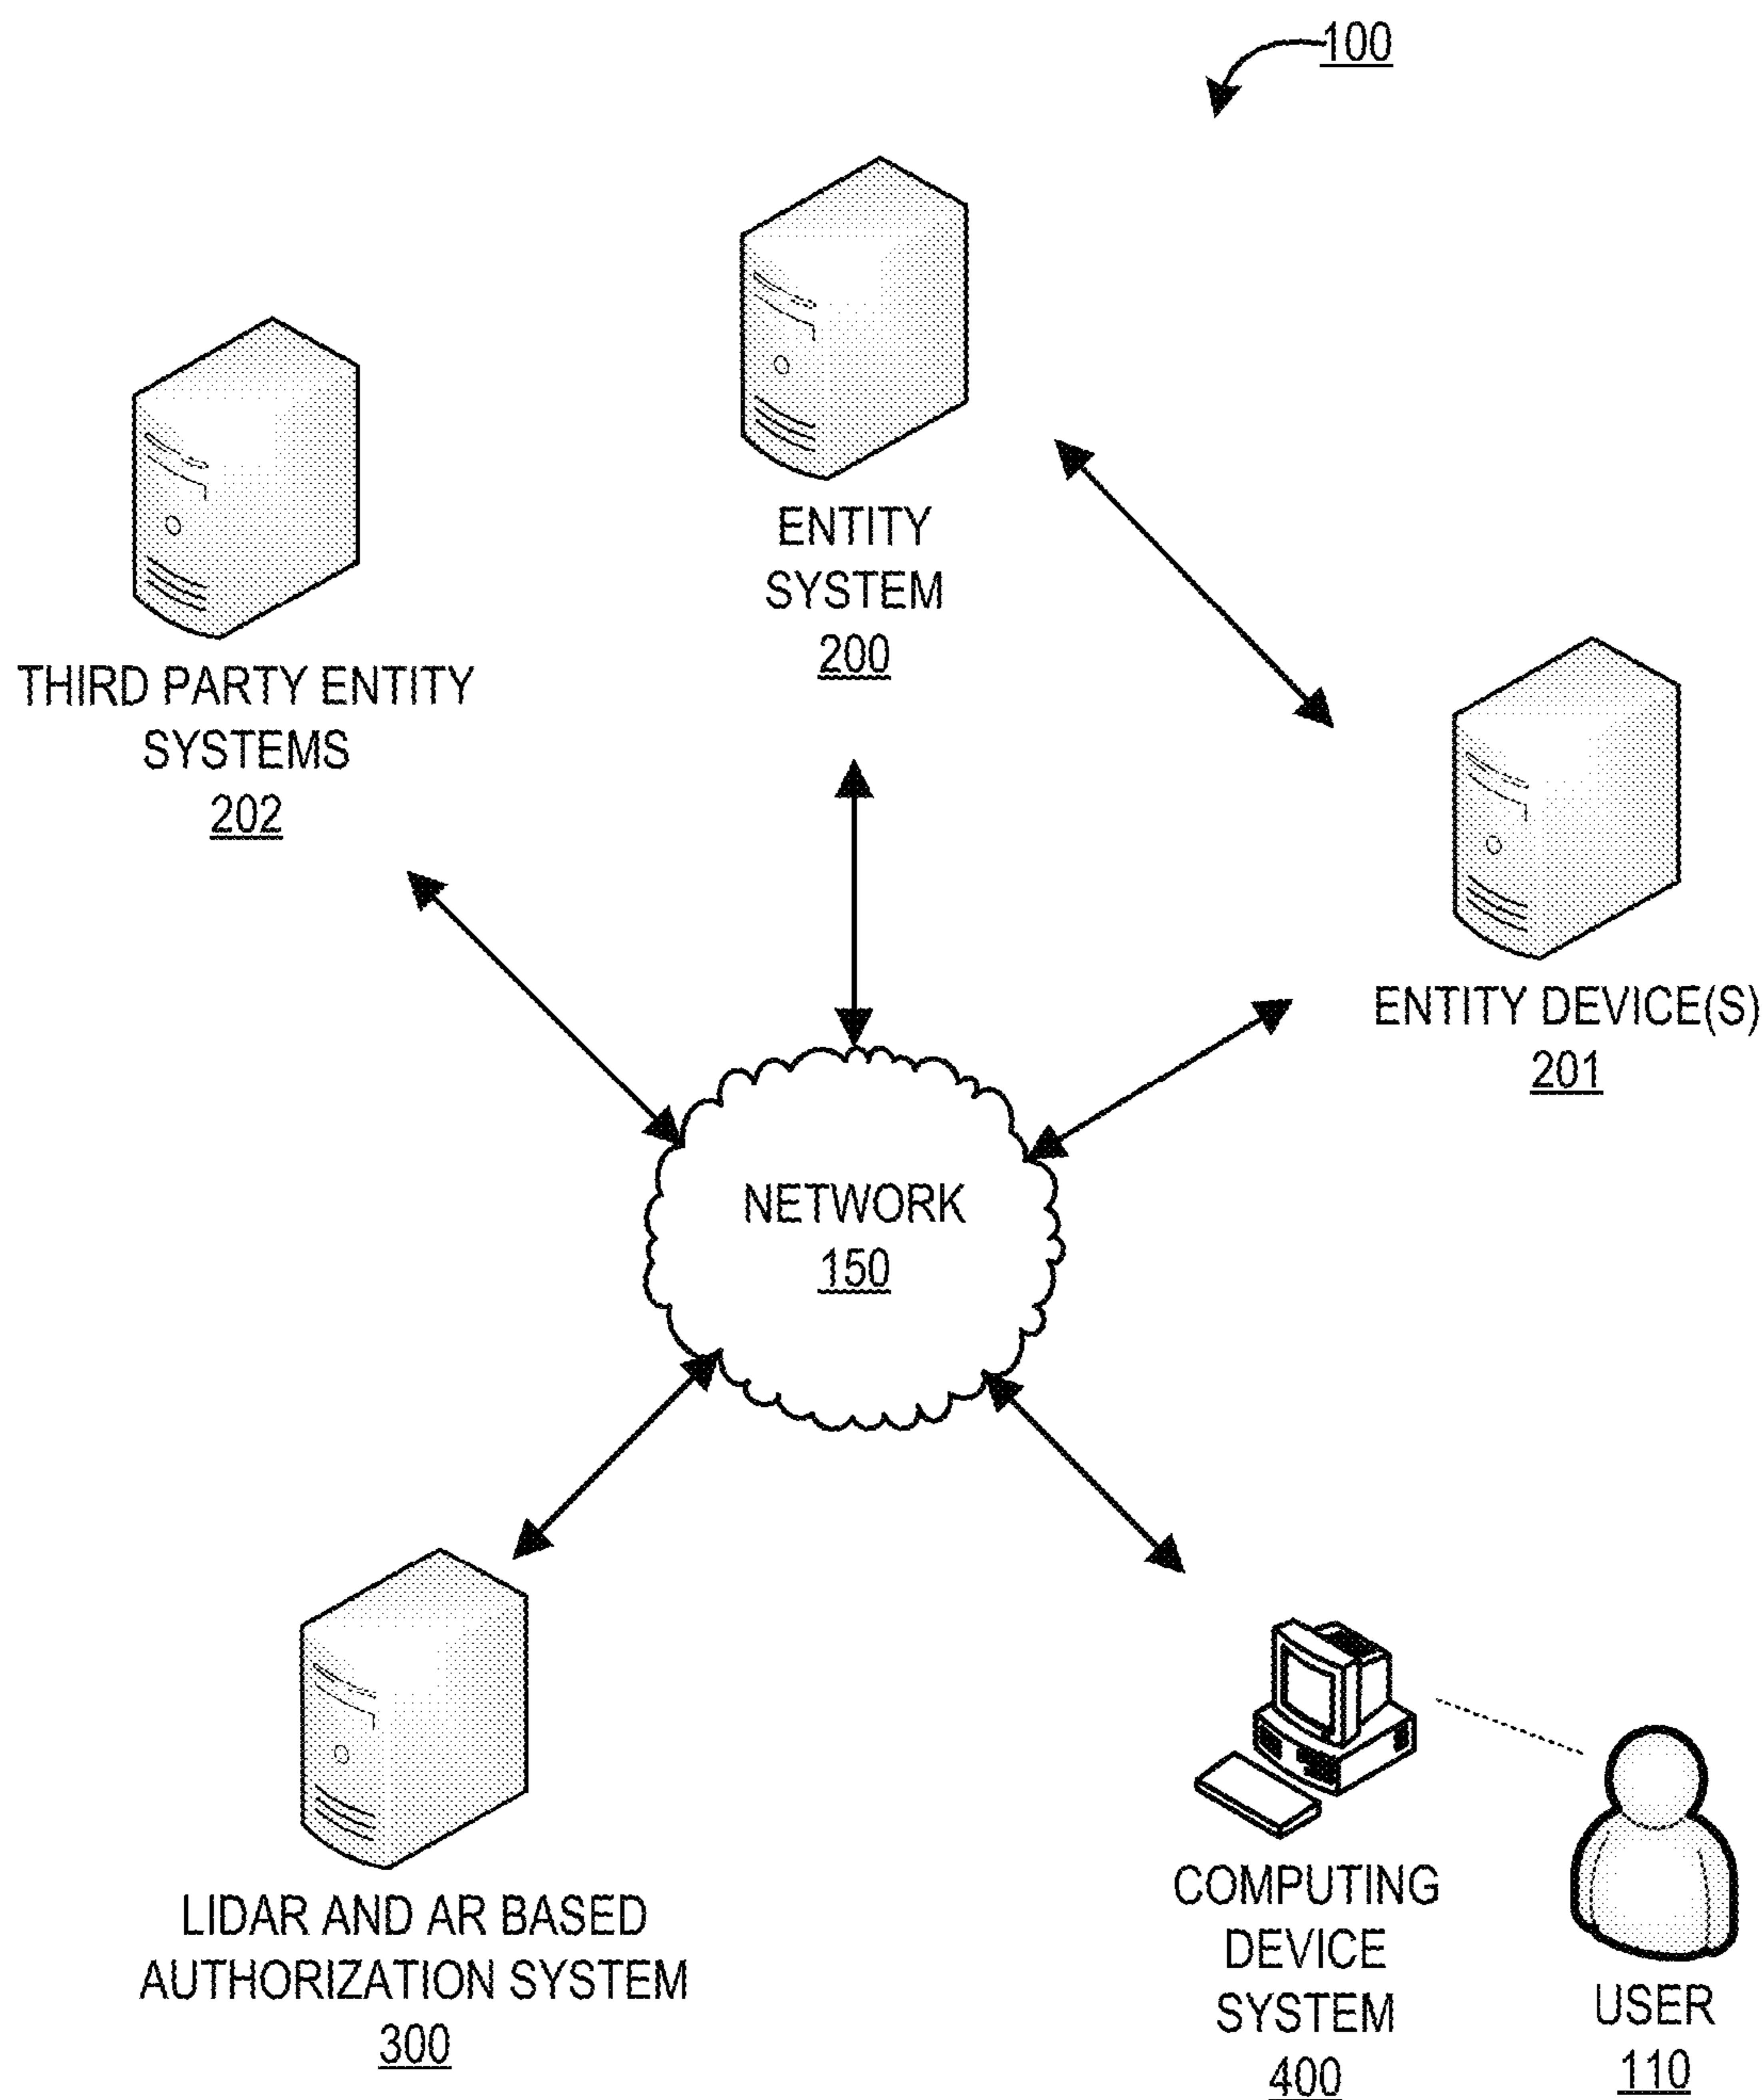 100
ENTITY
SYSTEM
200
THIRD PARTY ENTITY
SYSTEMS
202
ENTITY DEVICE(S)
201
NETWORK
150
LIDAR AND AR BASED
AUTHORIZATION SYSTEM
300
COMPUTING
DEVICE
SYSTEM
400
USER
110